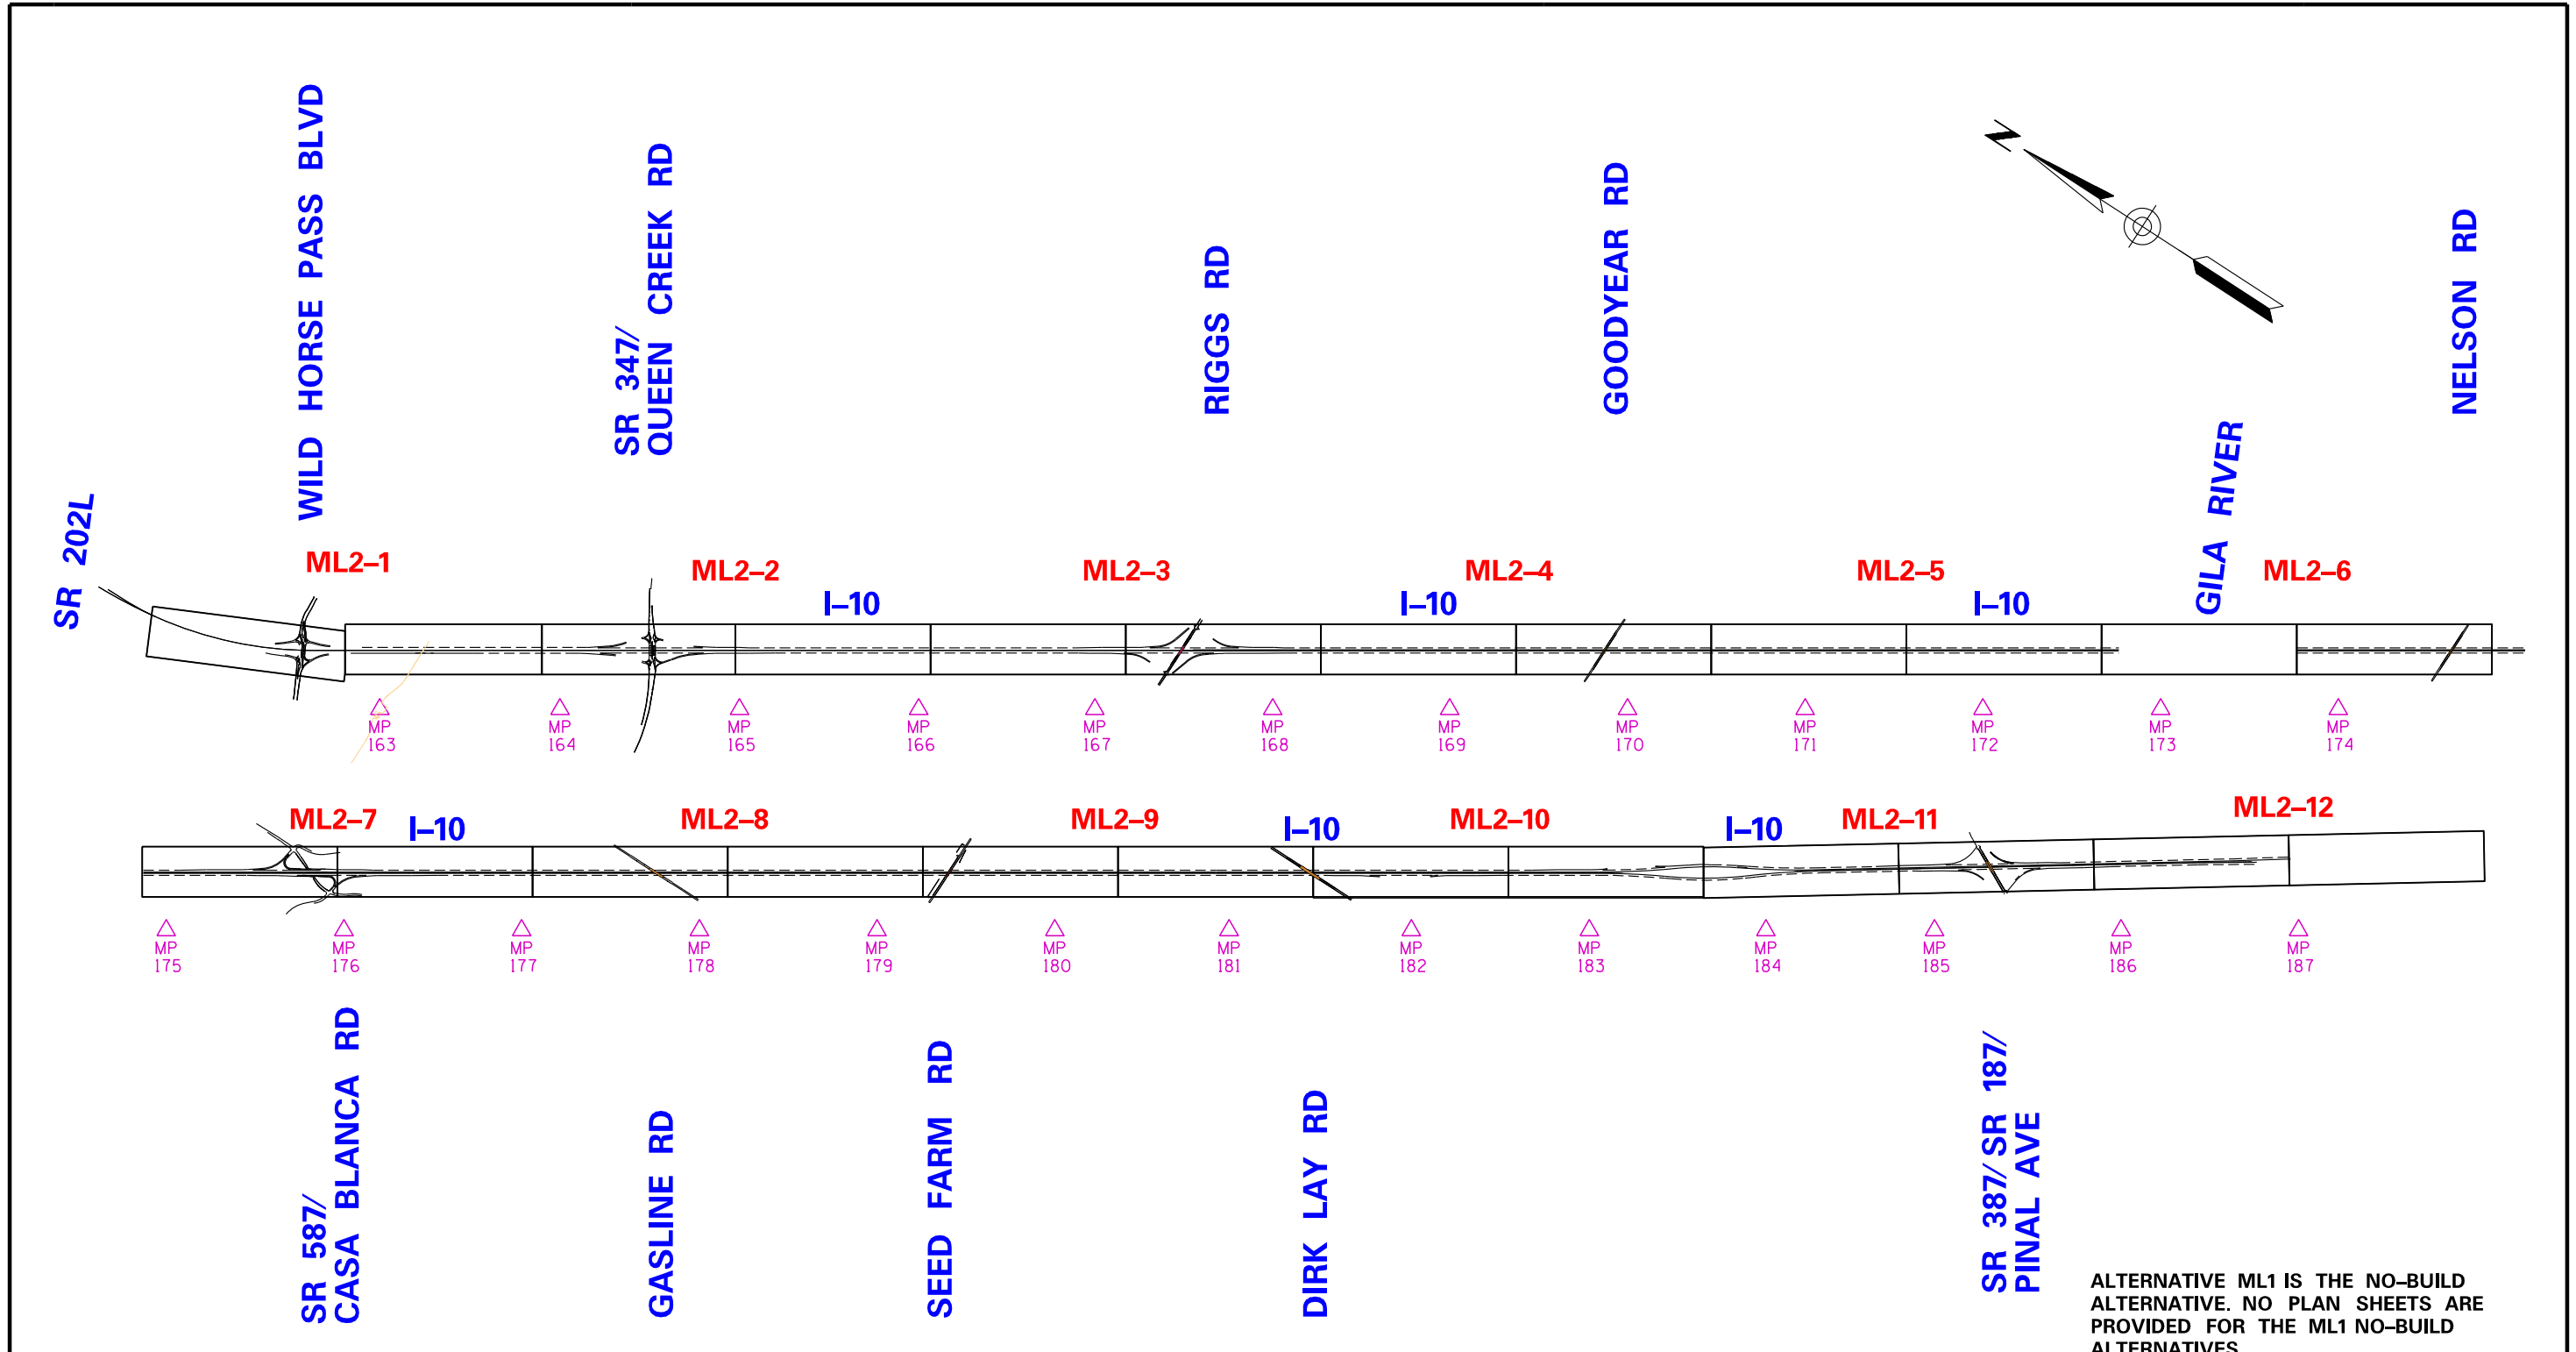 WILD HORSE PASS BLVD
SR 347/
QUEEN CREEK RD
RIGGS RD
GOODYEAR RD
N
NELSON RD
GILA RIVER
SR 202L
ML2–1
ML2–2
ML2–3
ML2–4
ML2–5
ML2–6
I–10
I–10
I–10
MP
163
MP
164
MP
165
MP
166
MP
167
MP
168
MP
169
MP
170
MP
171
MP
172
MP
173
MP
174
ML2–7
I–10
ML2–8
ML2–9
I–10
ML2–10
I–10
ML2–11
ML2–12
MP
175
MP
176
MP
177
MP
178
MP
179
MP
180
MP
181
MP
182
MP
183
MP
184
MP
185
MP
186
MP
187
SR 587/
CASA BLANCA RD
GASLINE RD
SEED FARM RD
DIRK LAY RD
SR 387/SR 187/
PINAL AVE
ALTERNATIVE ML1 IS THE NO–BUILD
ALTERNATIVE. NO PLAN SHEETS ARE
PROVIDED FOR THE ML1 NO–BUILD
ALTERNATIVES